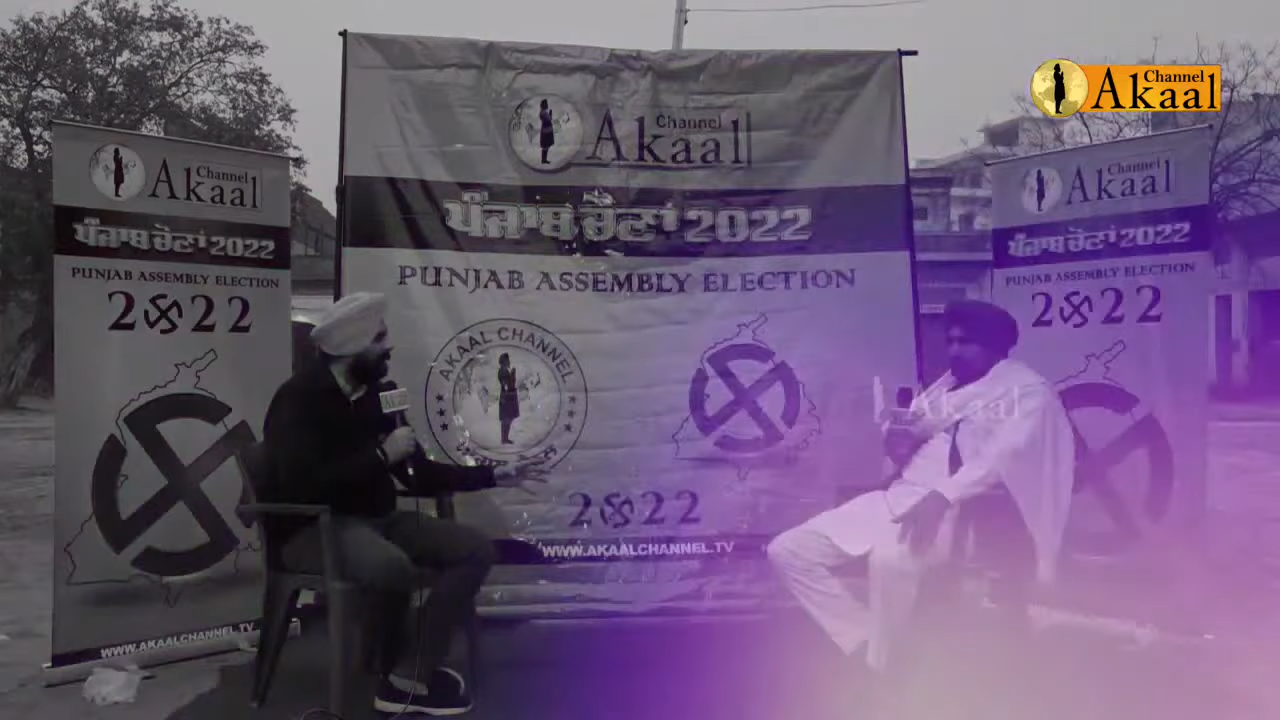 Channel
Akaal
Channel
Akaal
ਪੰਜਾਬ ਚੋਣਾਂ 2022
PUNJAB ASSEMBLY ELECTION
AKAAL CHANNEL
2022
WWW.AKAALCHANNEL.TV
Channel
Akaal
ਪੰਜਾਬ ਚੋਣਾਂ 2022
PUNJAB ASSEMBLY ELECTION
2022
WWW.AKAALCHANNEL.TV
Channel
Akaal
ਪੰਜਾਬ ਚੋਣਾਂ 2022
PUNJAB ASSEMBLY ELECTION
2022
Akaal